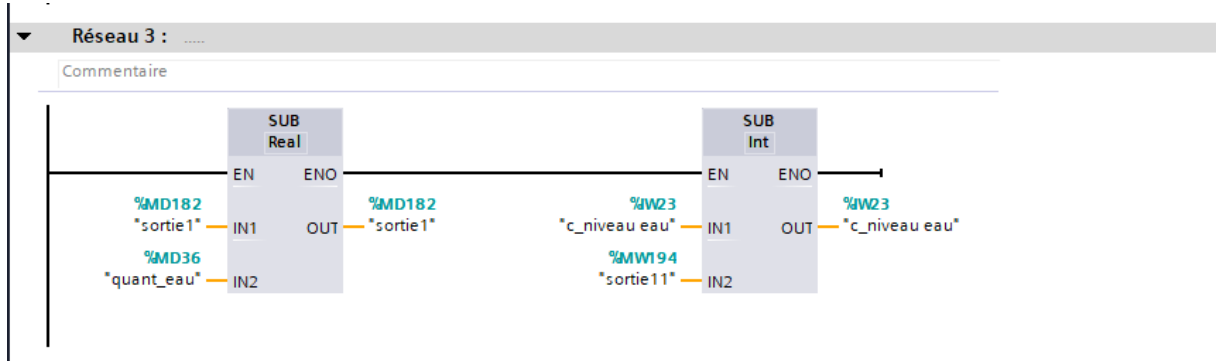 Réseau 3 : .....
Commentaire
SUB
Real
EN ENO
%MD182
"sortie1" IN1
%MD182
OUT "sortie1"
%MD36
"quant_eau" IN2
SUB
Int
EN ENO
%IW23
"c_niveau eau" IN1
%IW23
OUT "c_niveau eau"
%MW194
"sortie11" IN2